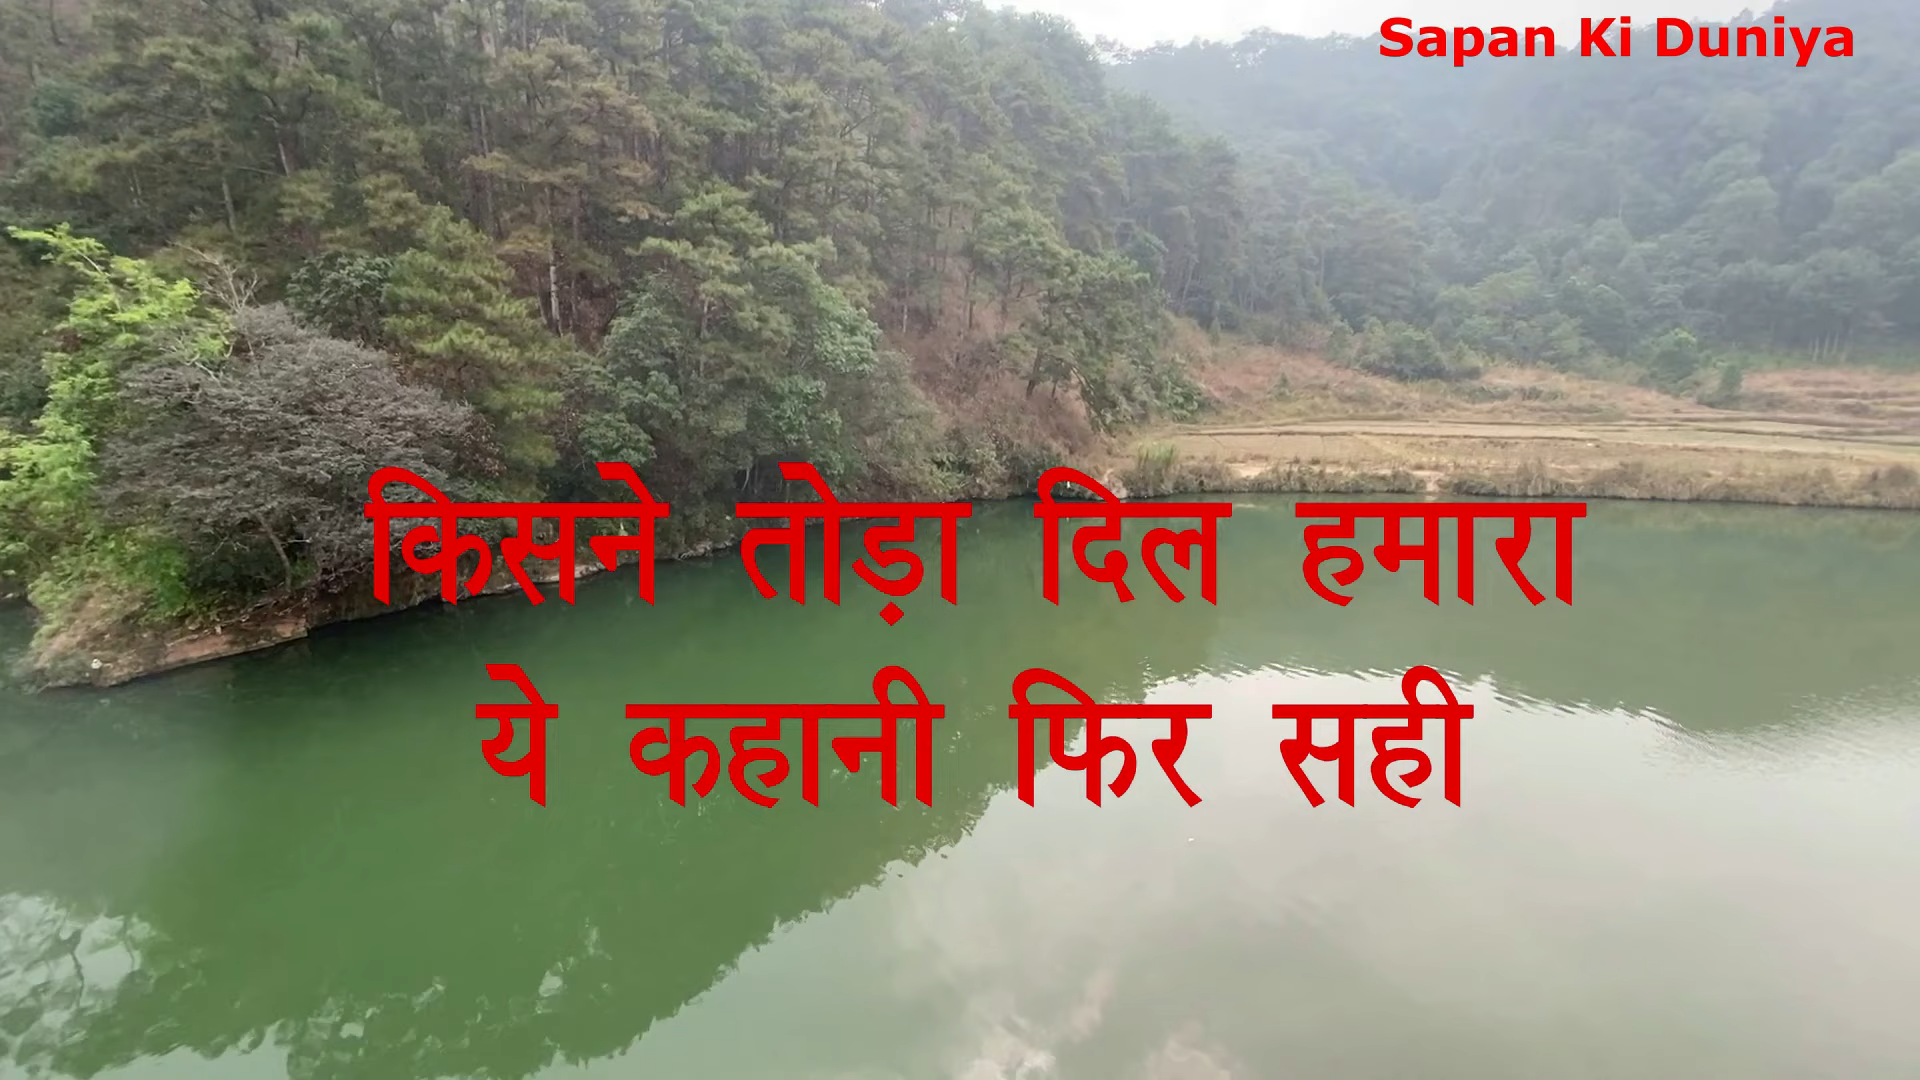 Sapan Ki Duniya
किसने तोड़ा दिल हमारा
ये कहानी फिर सही